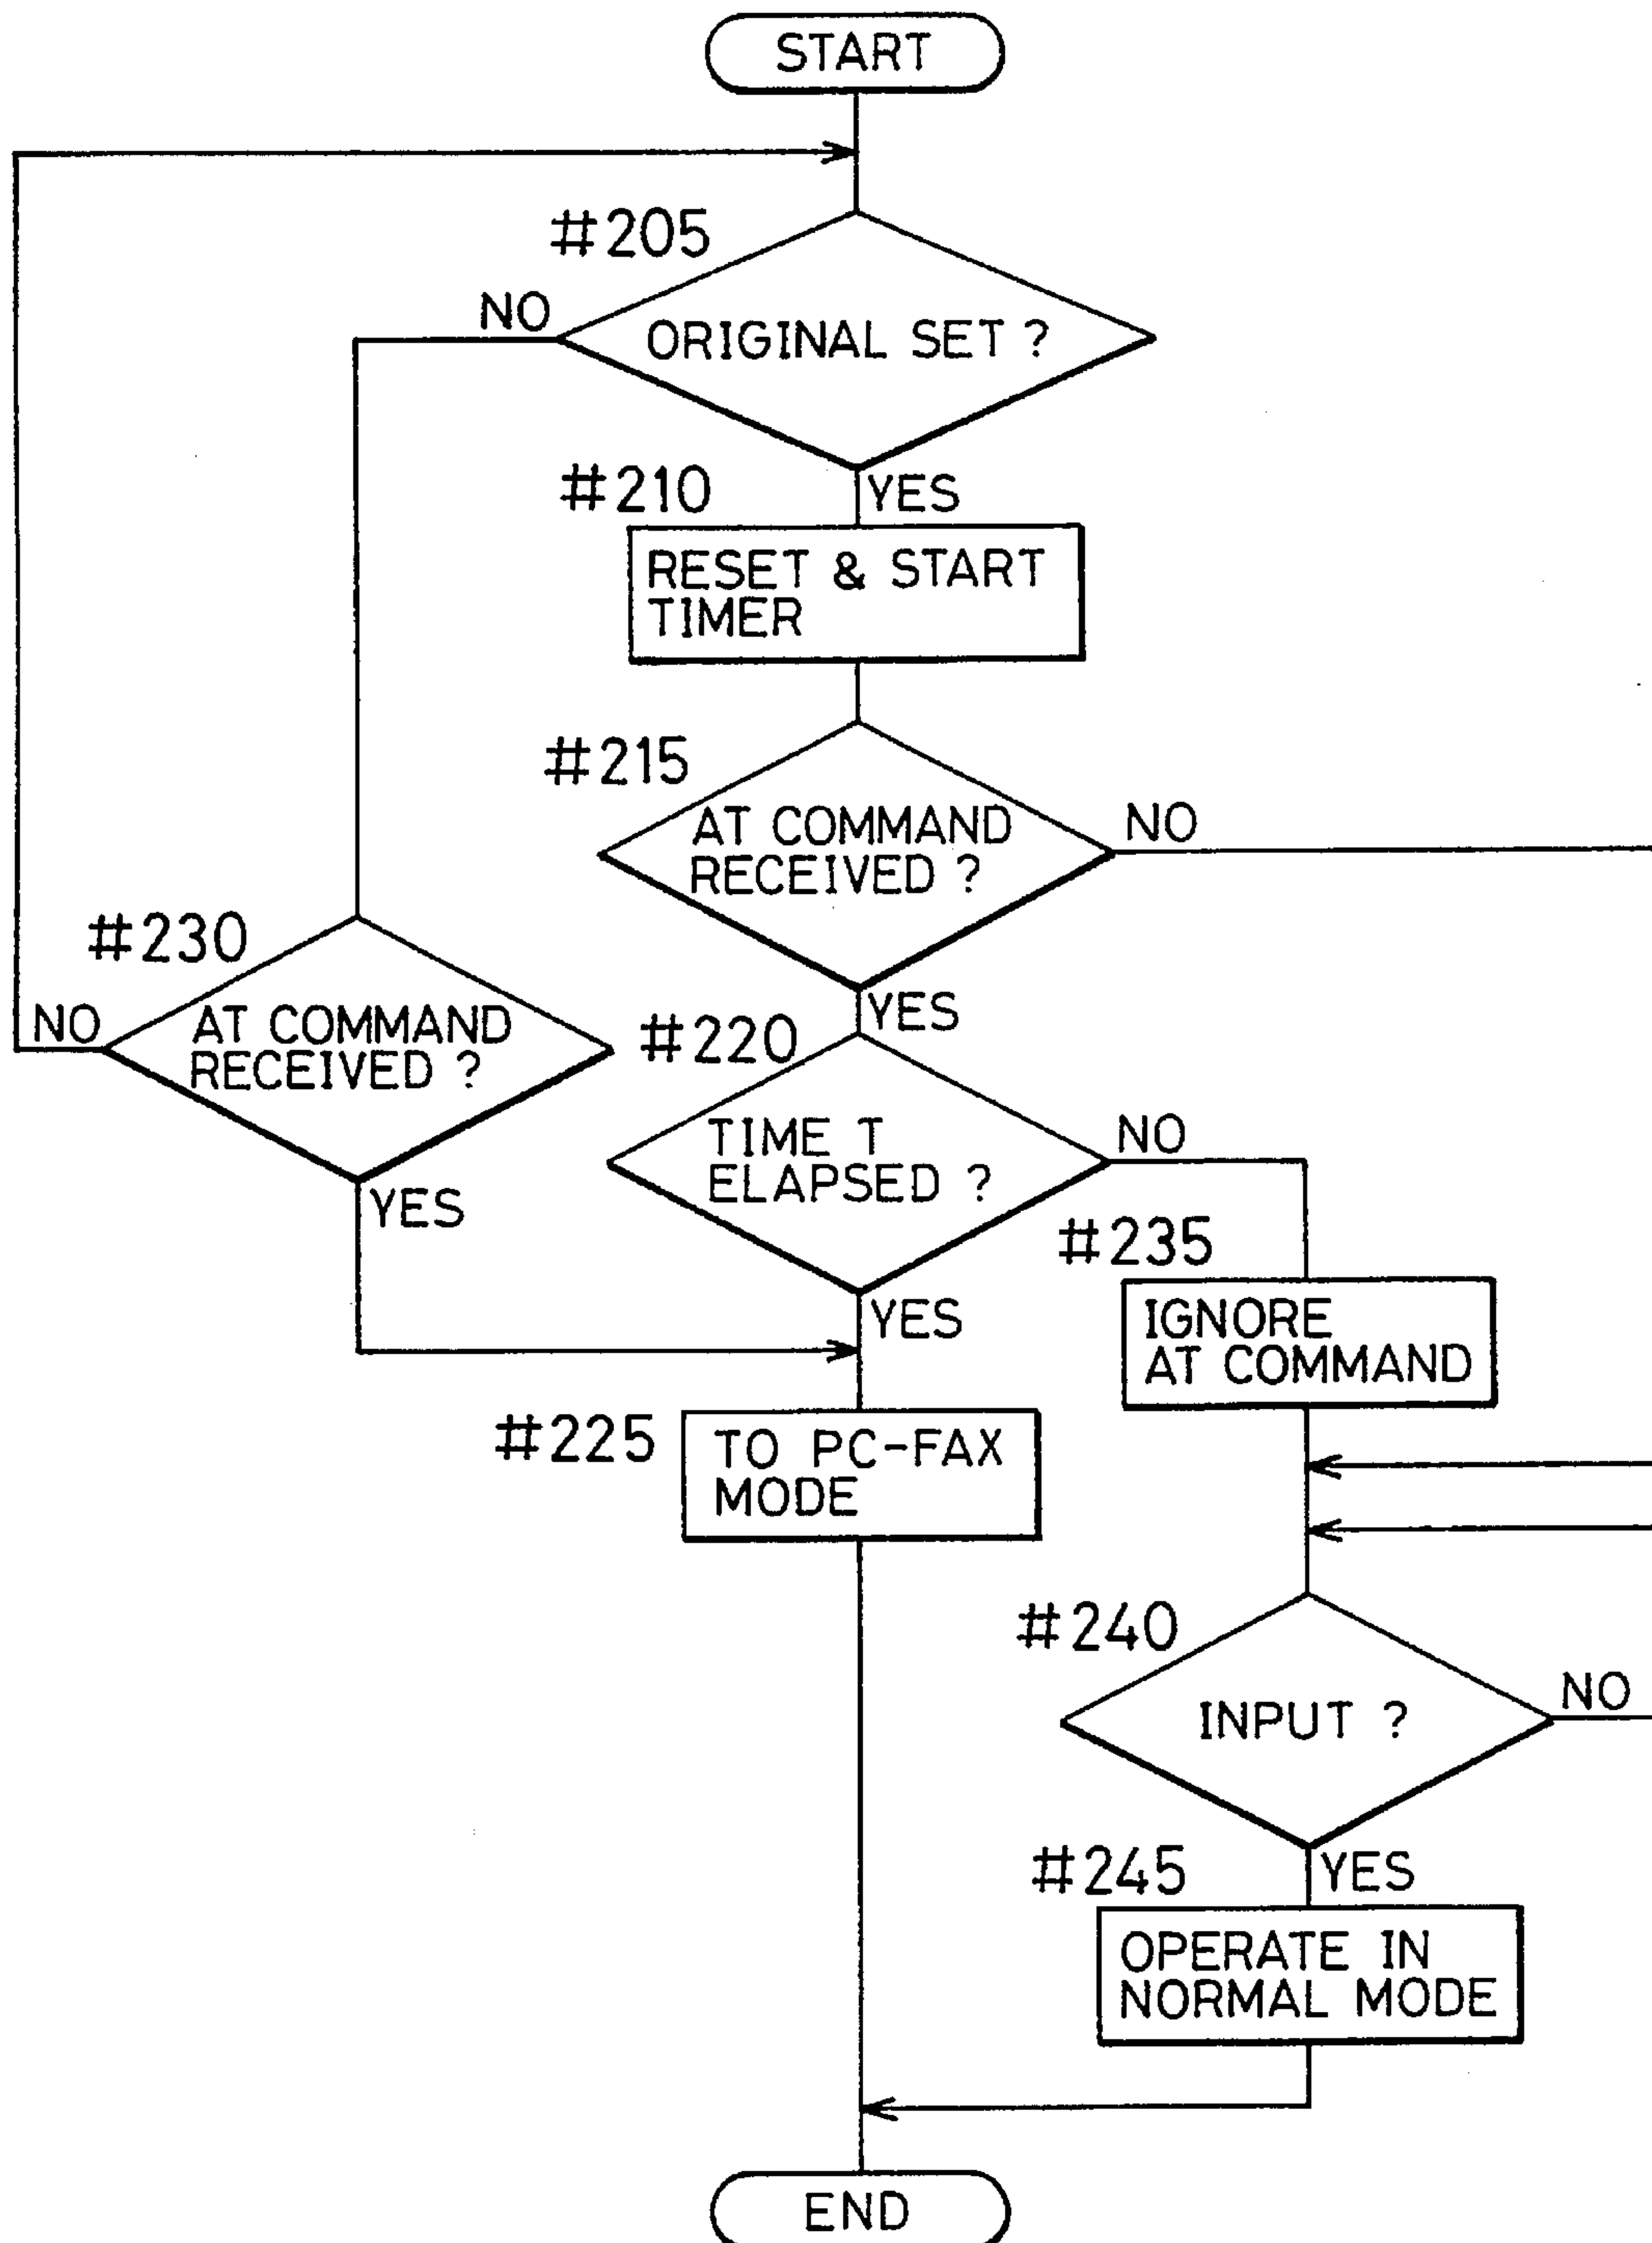 START
#205
NO
ORIGINAL SET ?
#210
YES
RESET & START
TIMER
#215
AT COMMAND
RECEIVED ?
NO
#230
NO
AT COMMAND
RECEIVED ?
YES
YES
#220
TIME T
ELAPSED ?
NO
YES
#235
IGNORE
AT COMMAND
#225
TO PC-FAX
MODE
#240
INPUT ?
NO
#245
YES
OPERATE IN
NORMAL MODE
END